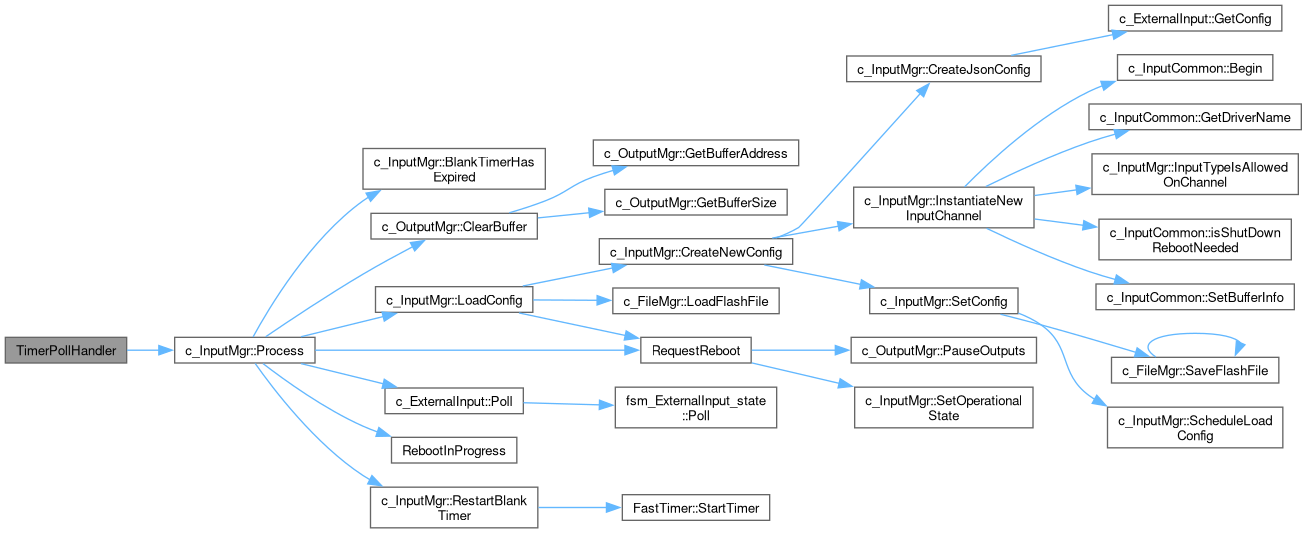 TimerPollHandler
c_InputMgr::Process
c_InputMgr::BlankTimerHas
Expired
c_OutputMgr::ClearBuffer
c_InputMgr::LoadConfig
c_ExternalInput::Poll
RebootInProgress
c_InputMgr::RestartBlank
Timer
c_OutputMgr::GetBufferAddress
c_OutputMgr::GetBufferSize
c_InputMgr::CreateNewConfig
c_FileMgr::LoadFlashFile
RequestReboot
fsm_ExternalInput_state
::Poll
FastTimer::StartTimer
c_InputMgr::CreateJsonConfig
c_InputMgr::InstantiateNew
InputChannel
c_InputMgr::SetConfig
c_OutputMgr::PauseOutputs
c_InputMgr::SetOperational
State
c_ExternalInput::GetConfig
c_InputCommon::Begin
c_InputCommon::GetDriverName
c_InputMgr::InputTypeIsAllowed
OnChannel
c_InputCommon::isShutDown
RebootNeeded
c_InputCommon::SetBufferInfo
c_FileMgr::SaveFlashFile
c_InputMgr::ScheduleLoad
Config